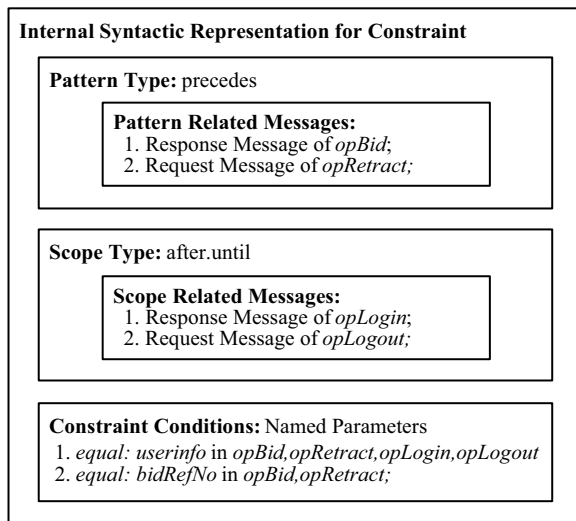 Internal Syntactic Representation for Constraint
Pattern Type: precedes
Pattern Related Messages:
1. Response Message of opBid;
2. Request Message of opRetract;
Scope Type: after.until
Scope Related Messages:
1. Response Message of opLogin;
2. Request Message of opLogout;
Constraint Conditions: Named Parameters
1. equal: userinfo in opBid,opRetract,opLogin,opLogout
2. equal: bidRefNo in opBid,opRetract;